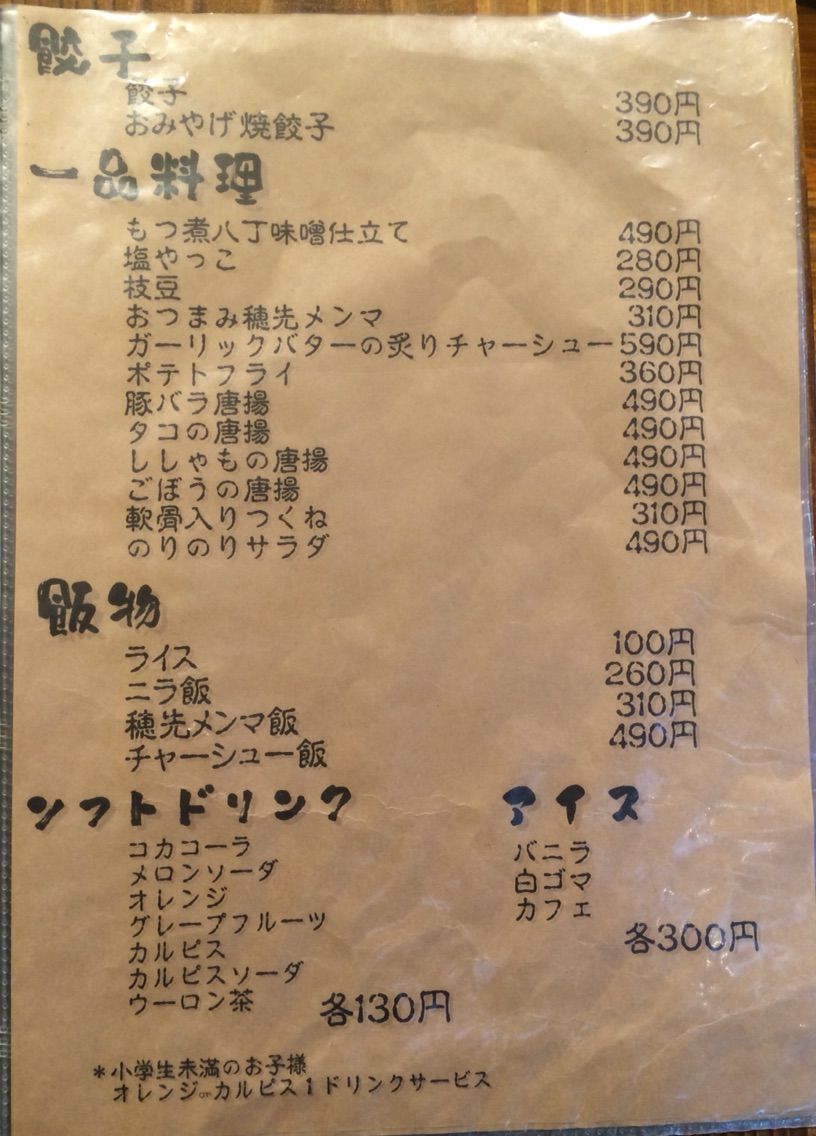 餃子
餃子 390円
おみやげ焼餃子 390円
一品料理
もつ煮八丁味噌仕立て 490円
塩やっこ 280円
枝豆 290円
おつまみ穂先メンマ 310円
ガーリックバターの炙りチャーシュー 590円
ポテトフライ 360円
豚バラ唐揚 490円
タコの唐揚 490円
ししゃもの唐揚 490円
ごぼうの唐揚 490円
軟骨入りつくね 310円
のりのりサラダ 490円
飯物
ライス 100円
ニラ飯 260円
穂先メンマ飯 310円
チャーシュー飯 490円
ソフトドリンク
コカコーラ
メロンソーダ
オレンジ
グレープフルーツ
カルピス
カルピスソーダ
ウーロン茶 各130円
アイス
バニラ
白ゴマ
カフェ
各300円
*小学生未満のお子様
オレンジorカルピス1ドリンクサービス